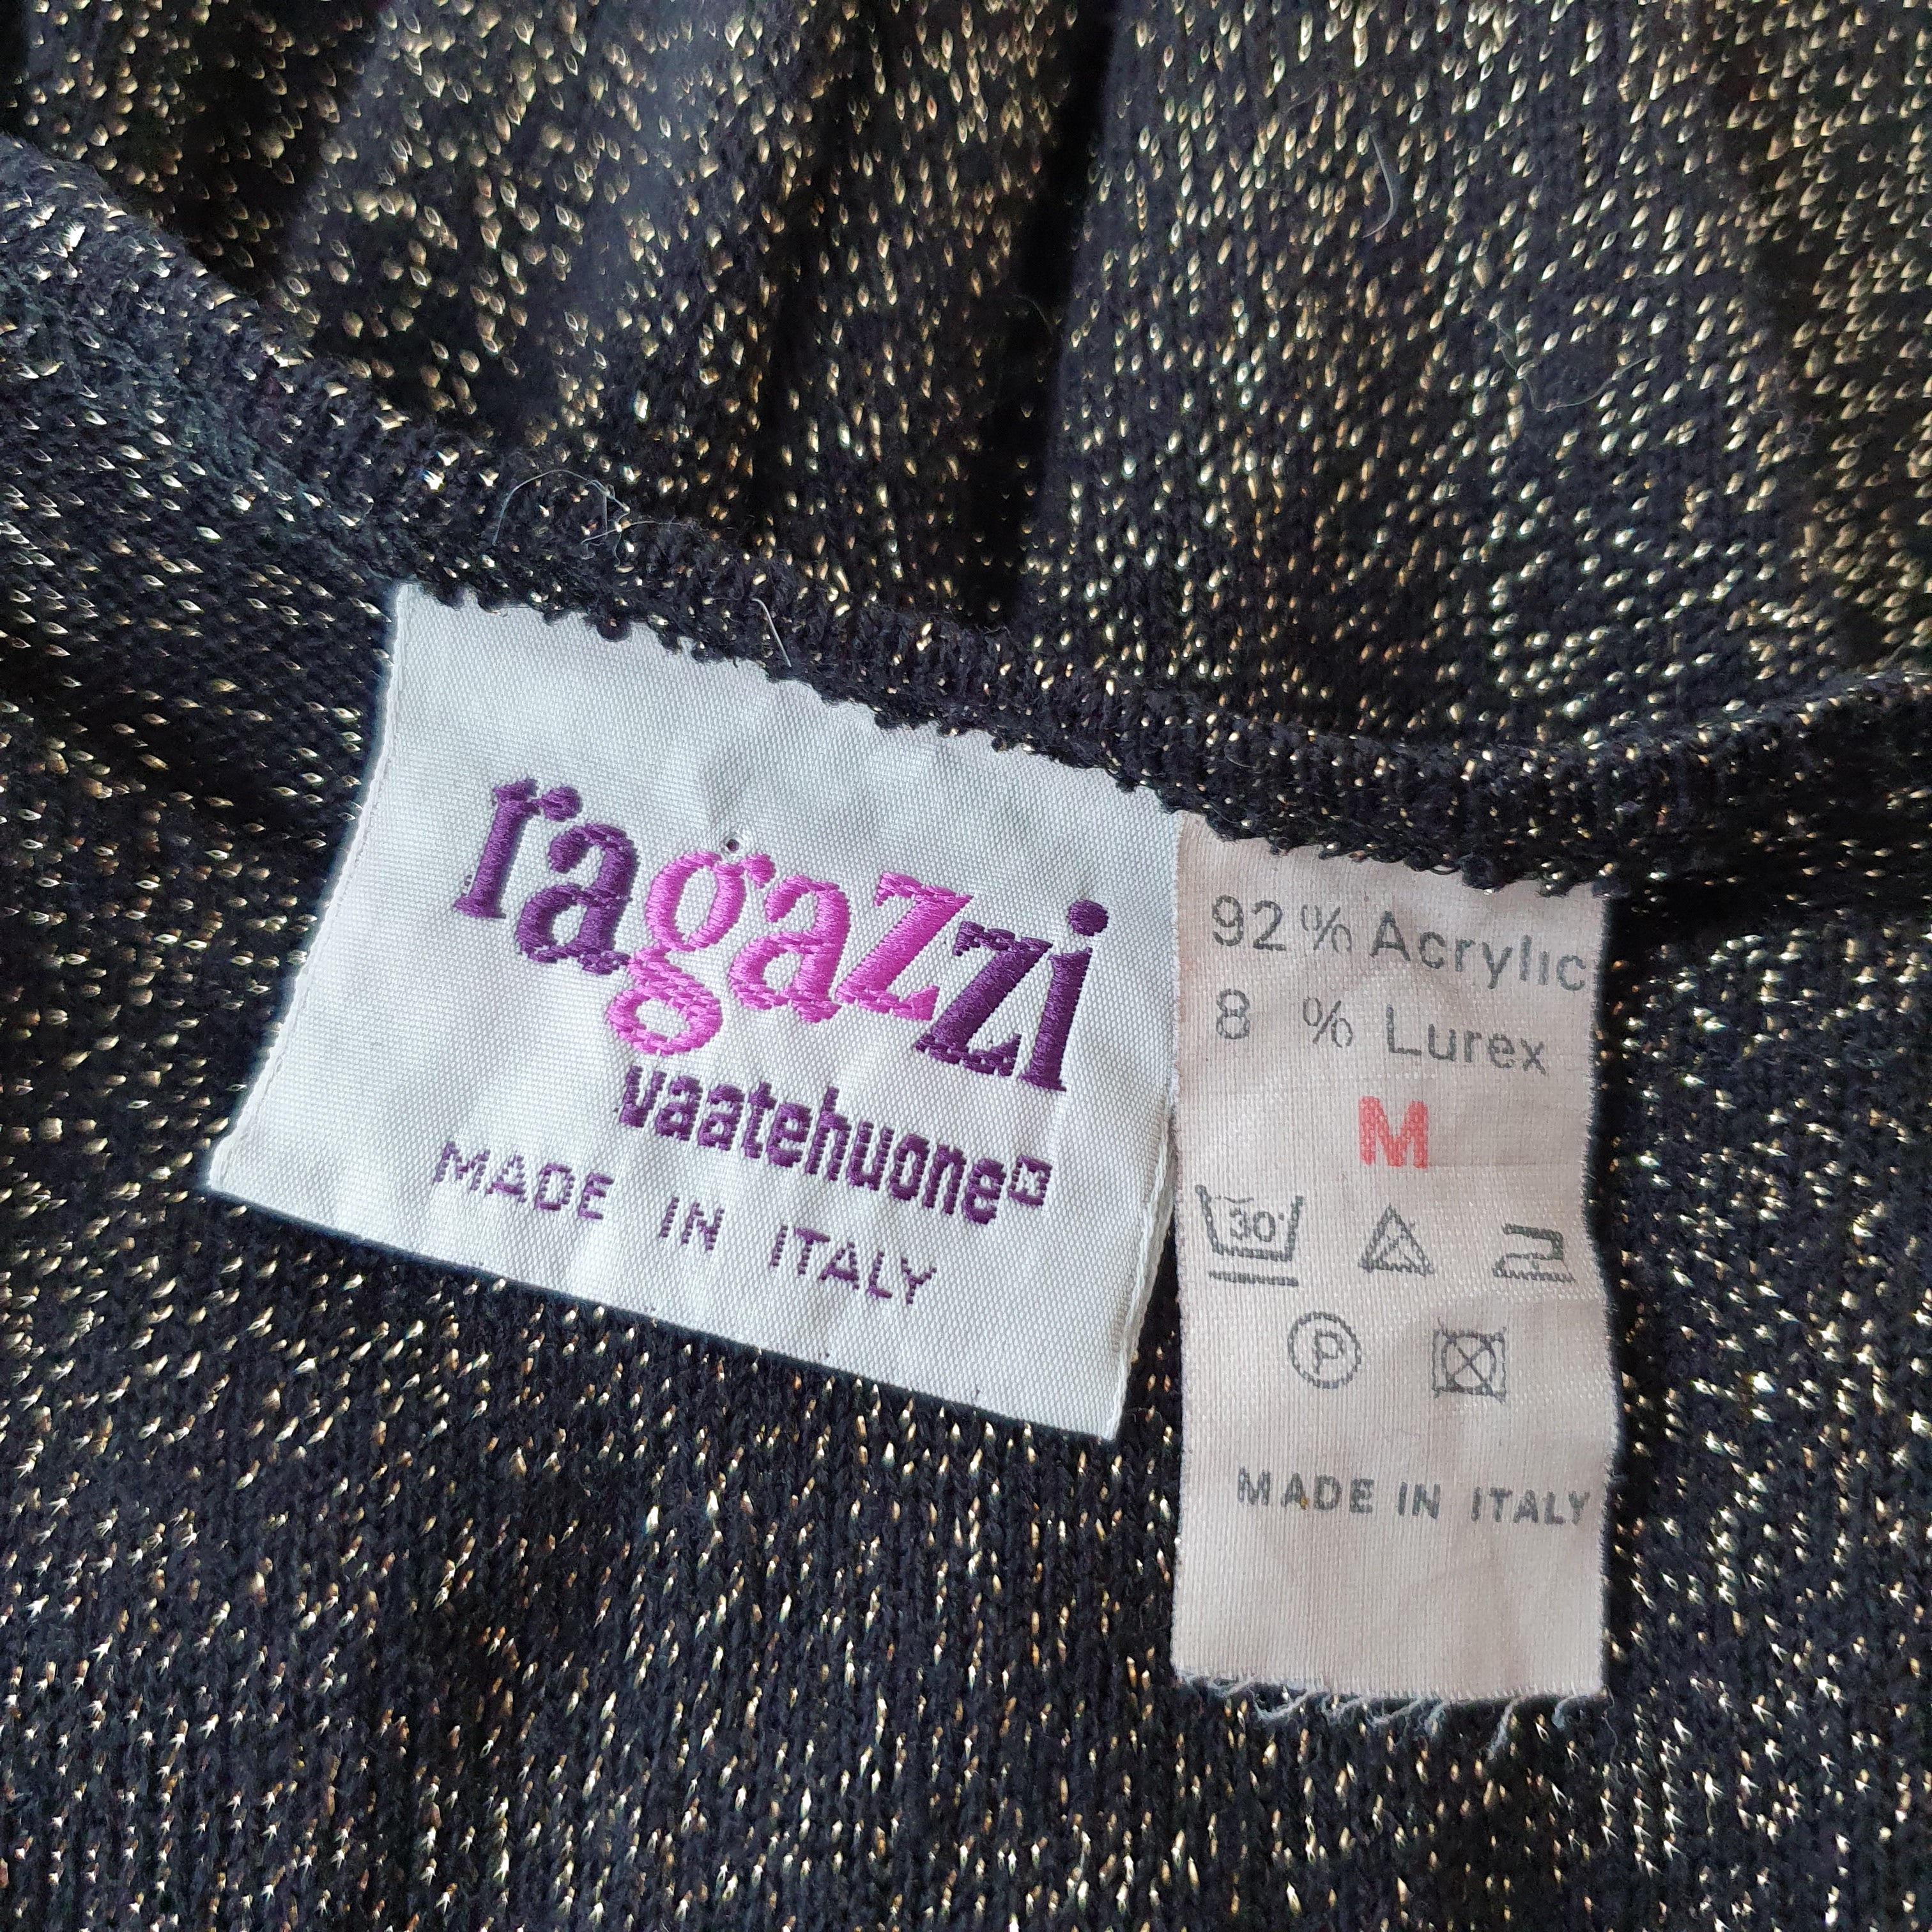 ragazzi
vaatehuone
MADE IN ITALY
92 % Acrylic
8 % Lurex
M
30°
P
MADE IN ITALY